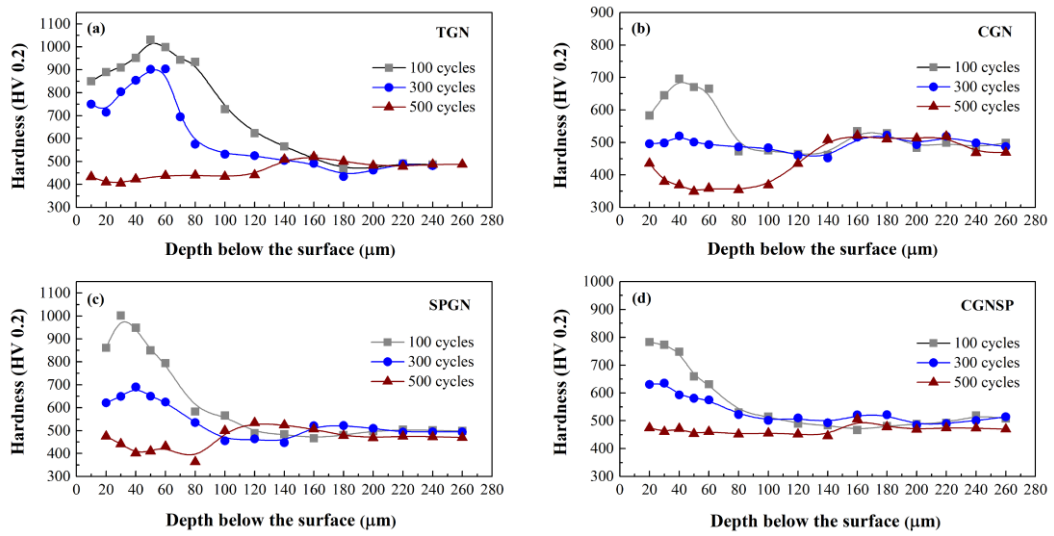 (a)
TGN
Hardness (HV 0.2)
1100
1000
900
800
700
600
500
400
300
100 cycles
300 cycles
500 cycles
0 20 40 60 80 100 120 140 160 180 200 220 240 260 280
Depth below the surface (μm)
(b)
CGN
Hardness (HV 0.2)
900
800
700
600
500
400
300
100 cycles
300 cycles
500 cycles
0 20 40 60 80 100 120 140 160 180 200 220 240 260 280
Depth below the surface (μm)
(c)
SPGN
Hardness (HV 0.2)
1100
1000
900
800
700
600
500
400
300
100 cycles
300 cycles
500 cycles
0 20 40 60 80 100 120 140 160 180 200 220 240 260 280
Depth below the surface (μm)
(d)
CGNSP
Hardness (HV 0.2)
1000
900
800
700
600
500
400
300
100 cycles
300 cycles
500 cycles
0 20 40 60 80 100 120 140 160 180 200 220 240 260 280
Depth below the surface (μm)